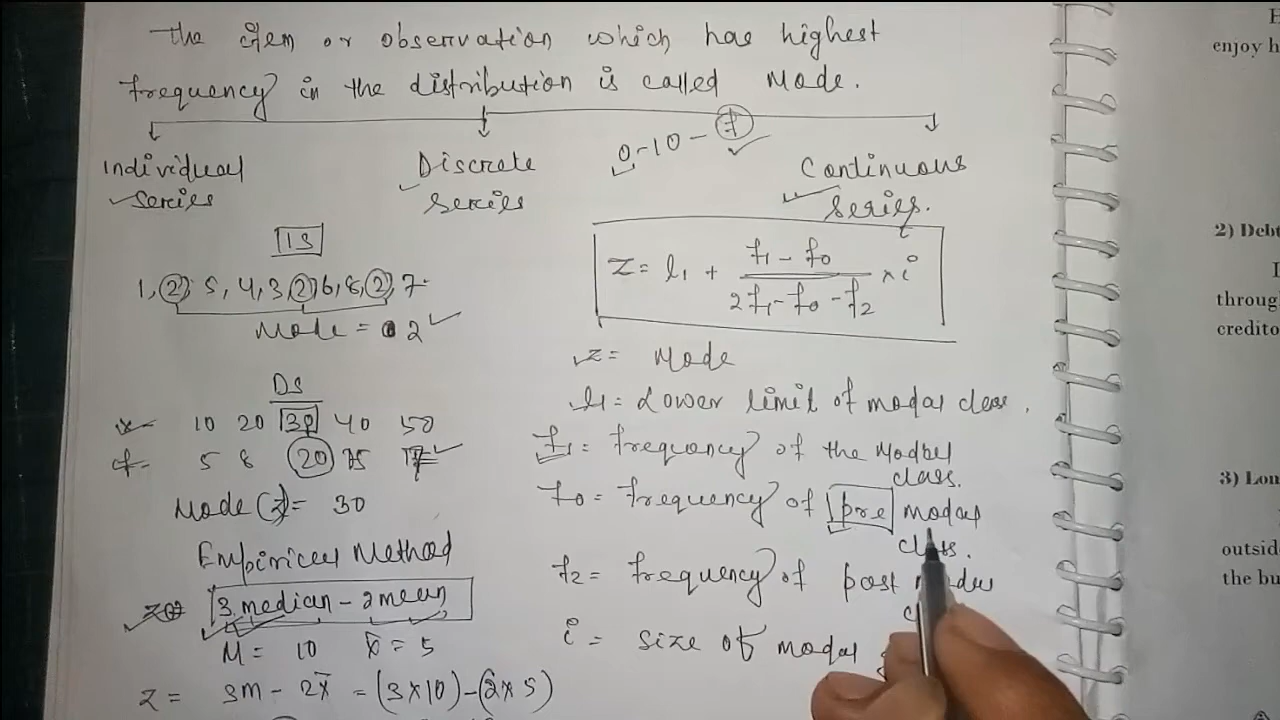 The item or observation which has highest
frequency in the distribution is called Mode.
Individual Series
Discrete Series
0-10-7
Continuous Series.
IS
1, 2, 5, 4, 3, 2, 6, 8, 2, 7
Mode = 2
DS
x- 10 20 30 40 50
f- 5 8 20 15 17
Mode (z) = 30
Empirical Method
z= 3 median - 2 mean
M = 10 x̄ = 5
z = 3M - 2x̄ = (3×10)-(2×5)
Z = l₁ + (f₁ - f₀)/(2f₁ - f₀ - f₂) × i
z = Mode
l₁ = Lower limit of modal class.
f₁ = frequency of the Modal
class.
f₀ = frequency of pre modal
class.
f₂ = frequency of post
i = size of modal
E
enjoy h
2) Debt
I
throug
credito
3) Lon
outsid
the bu